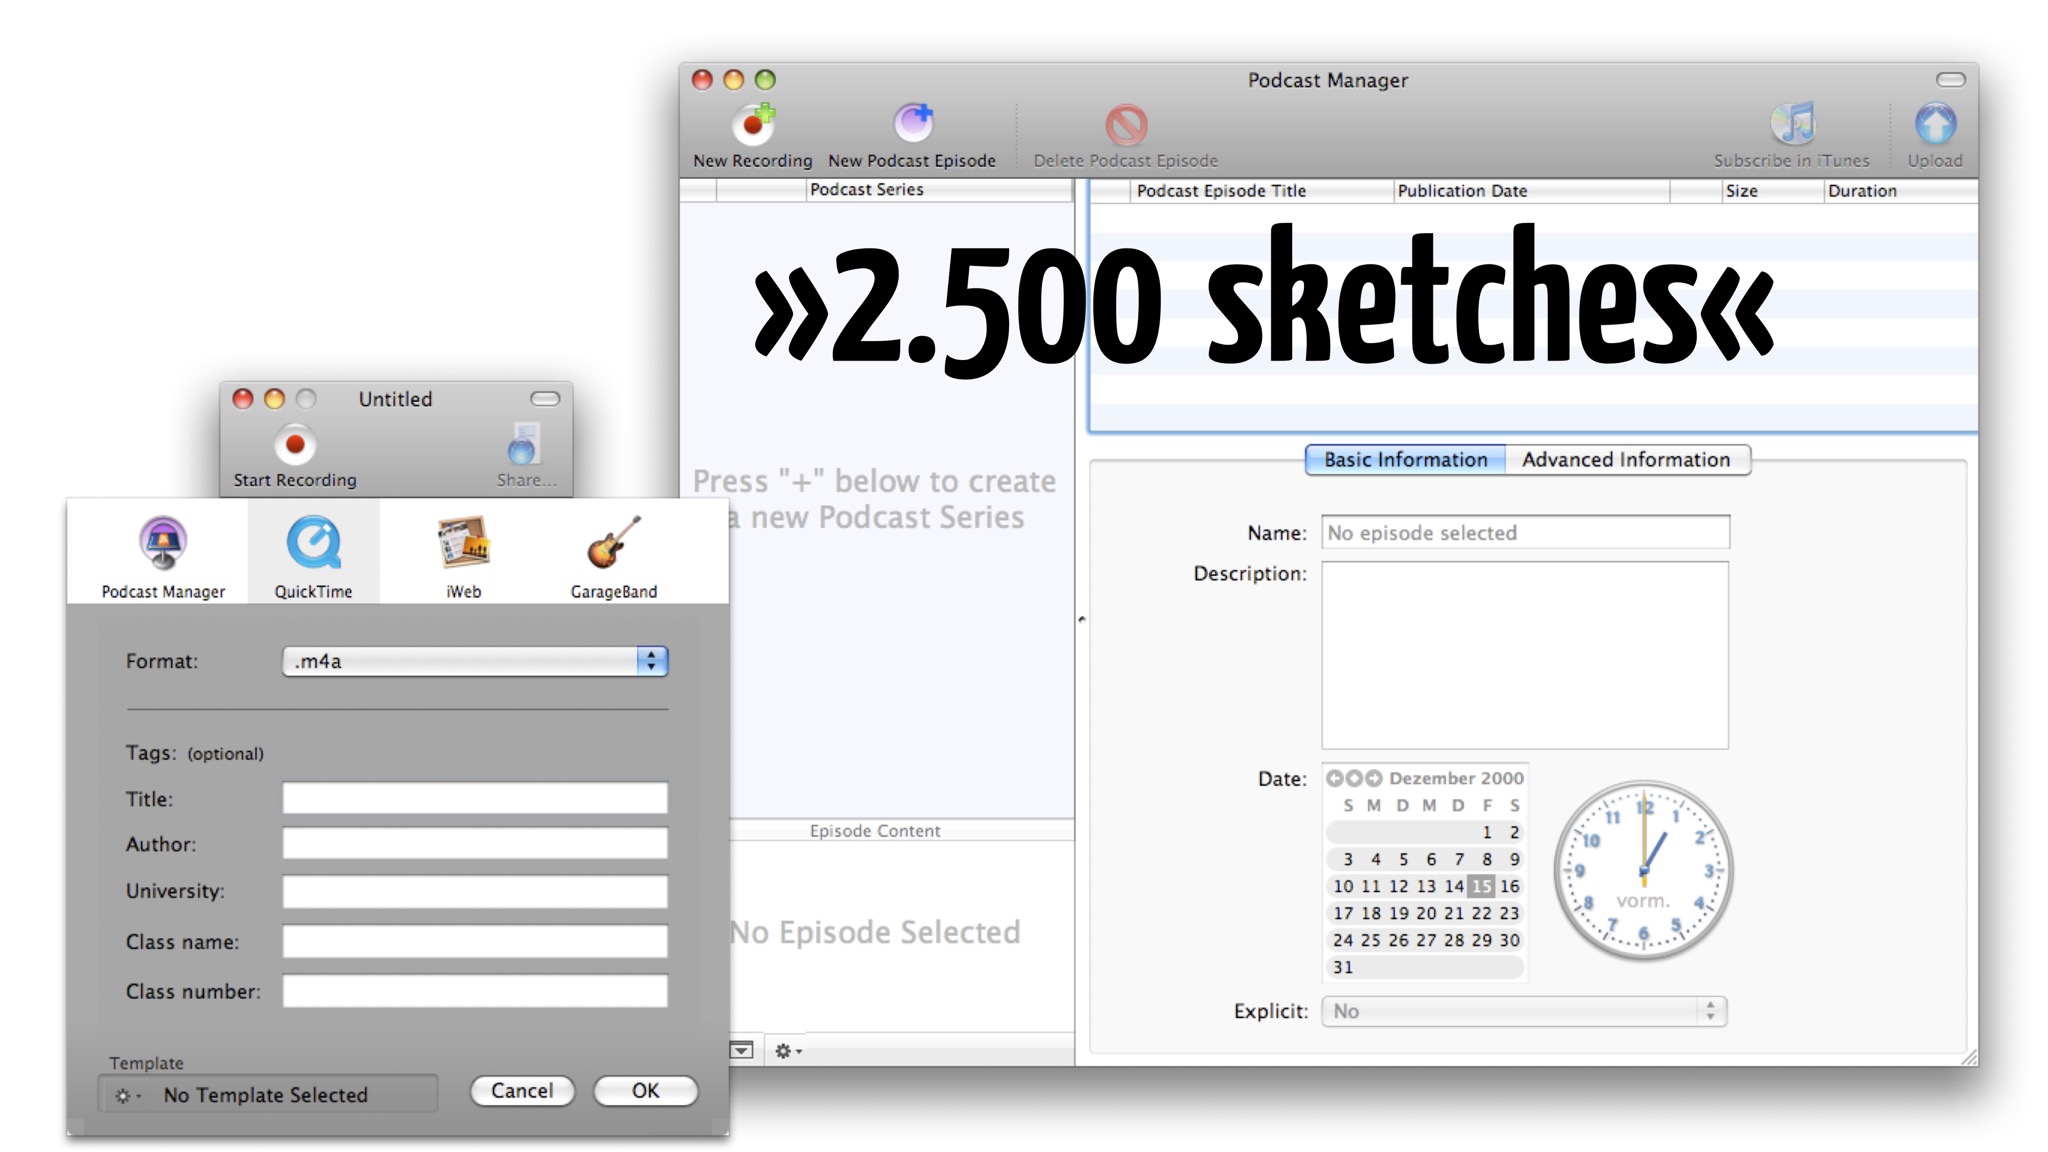 Podcast Manager
New Recording New Podcast Episode Delete Podcast Episode Subscribe in iTunes Upload
Podcast Series
Podcast Episode Title Publication Date Size Duration
»2.500 sketches«
Press "+" below to create
a new Podcast Series
Basic Information Advanced Information
Name: No episode selected
Description:
Date: Dezember 2000
S M D M D F S
1 2
3 4 5 6 7 8 9
10 11 12 13 14 15 16
17 18 19 20 21 22 23
24 25 26 27 28 29 30
31
12 1 2 3 4 5 6 7 8 9 10 11
vorm.
Explicit: No
Episode Content
No Episode Selected
Untitled
Start Recording Share...
Podcast Manager QuickTime iWeb GarageBand
Format: .m4a
Tags: (optional)
Title:
Author:
University:
Class name:
Class number:
Template
No Template Selected Cancel OK